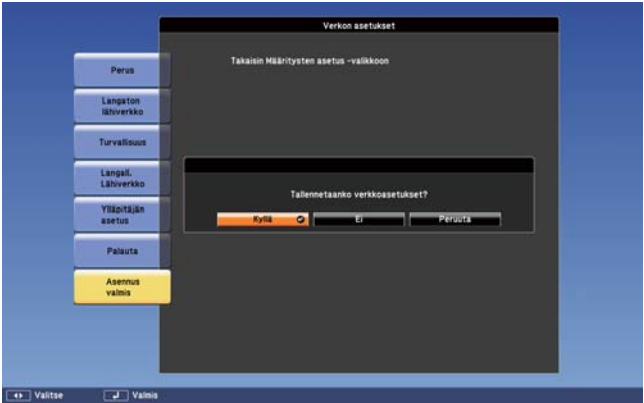 Verkon asetukset
Takaisin Määritysten asetus -valikkoon
Perus
Langaton
lähiverkko
Turvallisuus
Langall.
Lähiverkko
Ylläpitäjän
asetus
Palauta
Asennus
valmis
Tallennetaanko verkkoasetukset?
Kyllä Ei Peruuta
Valitse Valmis